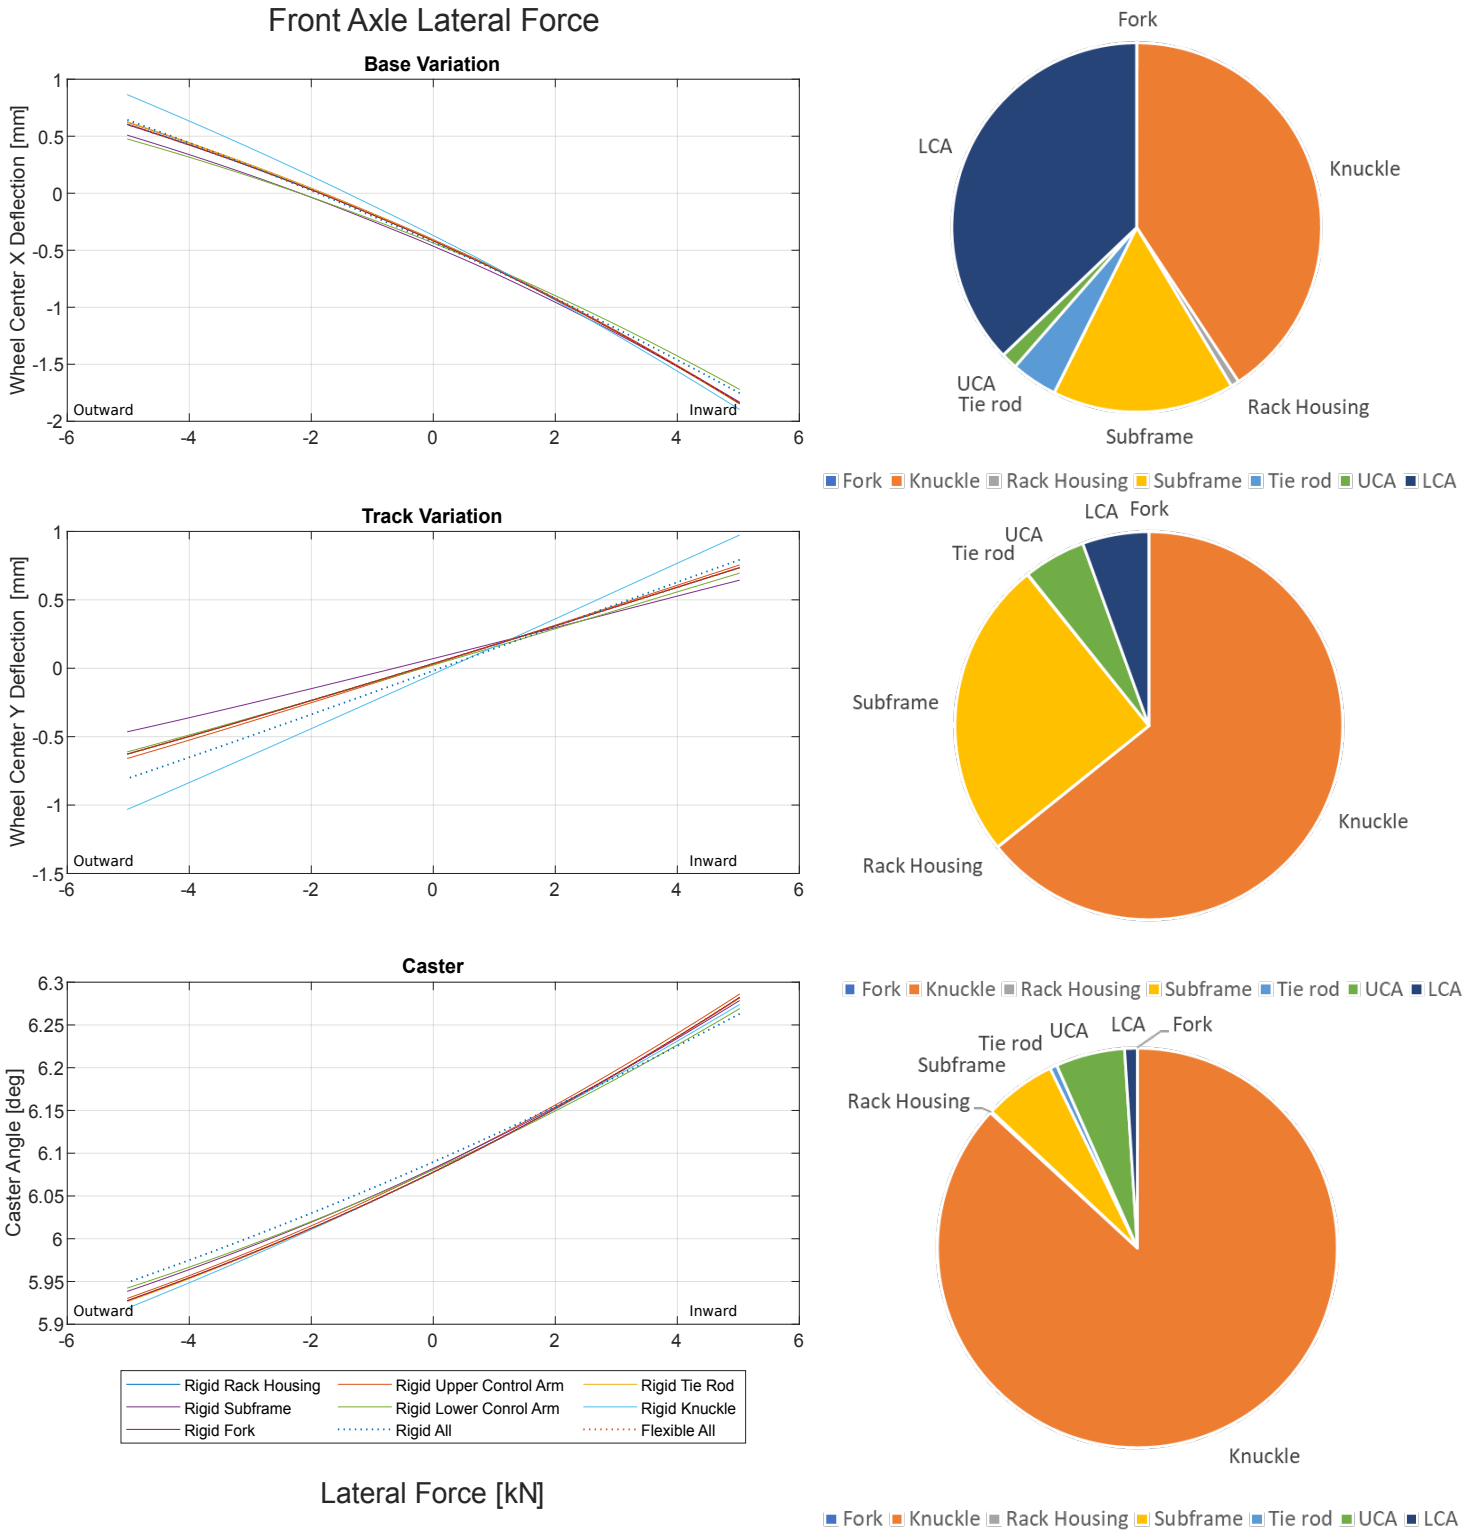 Front Axle Lateral Force
Base Variation
Wheel Center X Deflection [mm]
1
0.5
0
-0.5
-1
-1.5
-2
Outward
Inward
-6 -4 -2 0 2 4 6
Fork
LCA
Knuckle
UCA
Tie rod
Rack Housing
Subframe
Fork Knuckle Rack Housing Subframe Tie rod UCA LCA
Track Variation
Wheel Center Y Deflection [mm]
1
0.5
0
-0.5
-1
-1.5
Outward
Inward
-6 -4 -2 0 2 4 6
LCA Fork
UCA
Tie rod
Subframe
Knuckle
Rack Housing
Fork Knuckle Rack Housing Subframe Tie rod UCA LCA
Caster
Caster Angle [deg]
6.3
6.25
6.2
6.15
6.1
6.05
6
5.95
5.9
Outward
Inward
-6 -4 -2 0 2 4 6
LCA Fork
UCA
Tie rod
Subframe
Rack Housing
Knuckle
Rigid Rack Housing Rigid Upper Control Arm Rigid Tie Rod
Rigid Subframe Rigid Lower Conrol Arm Rigid Knuckle
Rigid Fork Rigid All Flexible All
Lateral Force [kN]
Fork Knuckle Rack Housing Subframe Tie rod UCA LCA